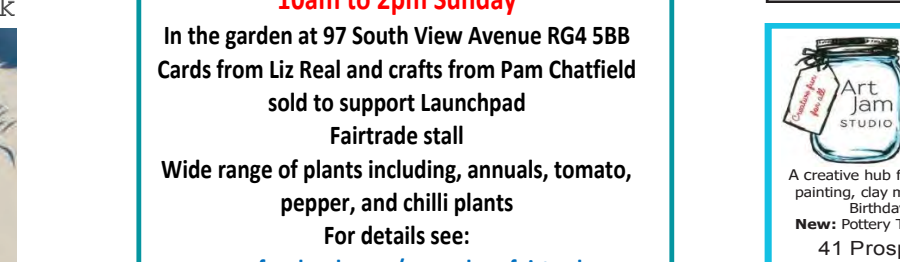 k
10am to 2pm Sunday
In the garden at 97 South View Avenue RG4 5BB
Cards from Liz Real and crafts from Pam Chatfield
sold to support Launchpad
Fairtrade stall
Wide range of plants including, annuals, tomato,
pepper, and chilli plants
For details see:
Creative fun
for all
Art
Jam
STUDIO
A creative hub f
painting, clay m
Birthda
New: Pottery T
41 Prosp